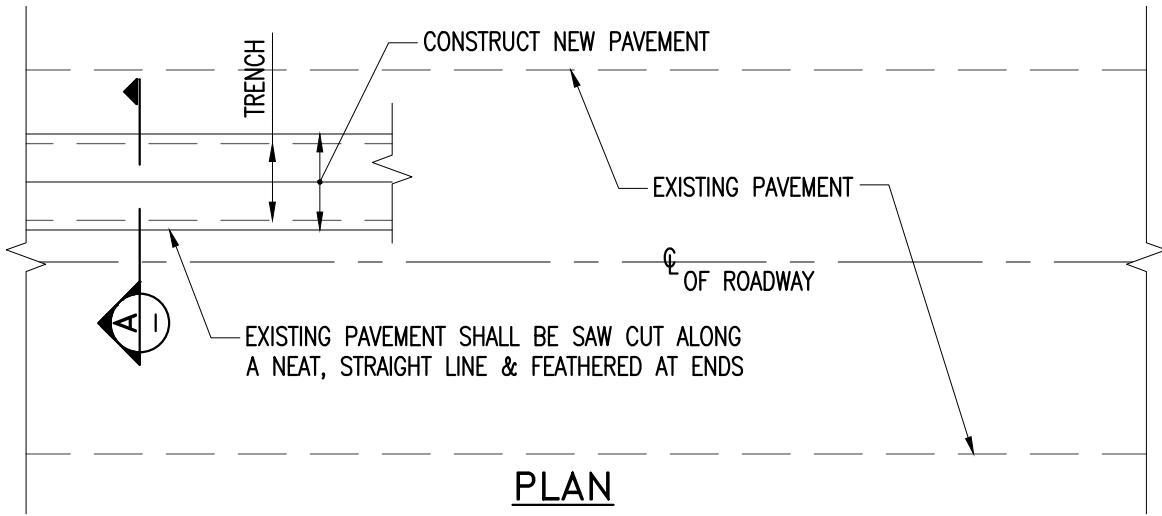 CONSTRUCT NEW PAVEMENT
TRENCH
EXISTING PAVEMENT
℄ OF ROADWAY
A
EXISTING PAVEMENT SHALL BE SAW CUT ALONG
A NEAT, STRAIGHT LINE & FEATHERED AT ENDS
PLAN